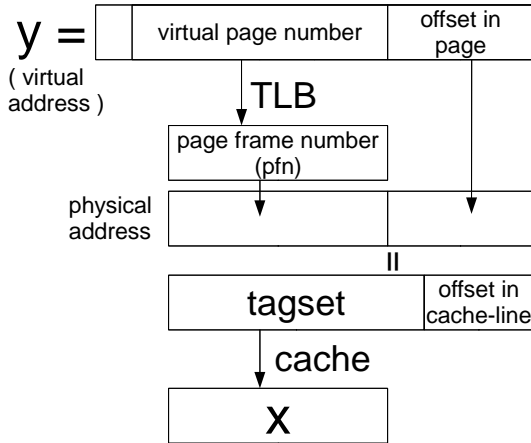 y =
( virtual
address )
virtual page number
offset in
page
TLB
page frame number
(pfn)
physical
address
=
tagset
offset in
cache-line
cache
x